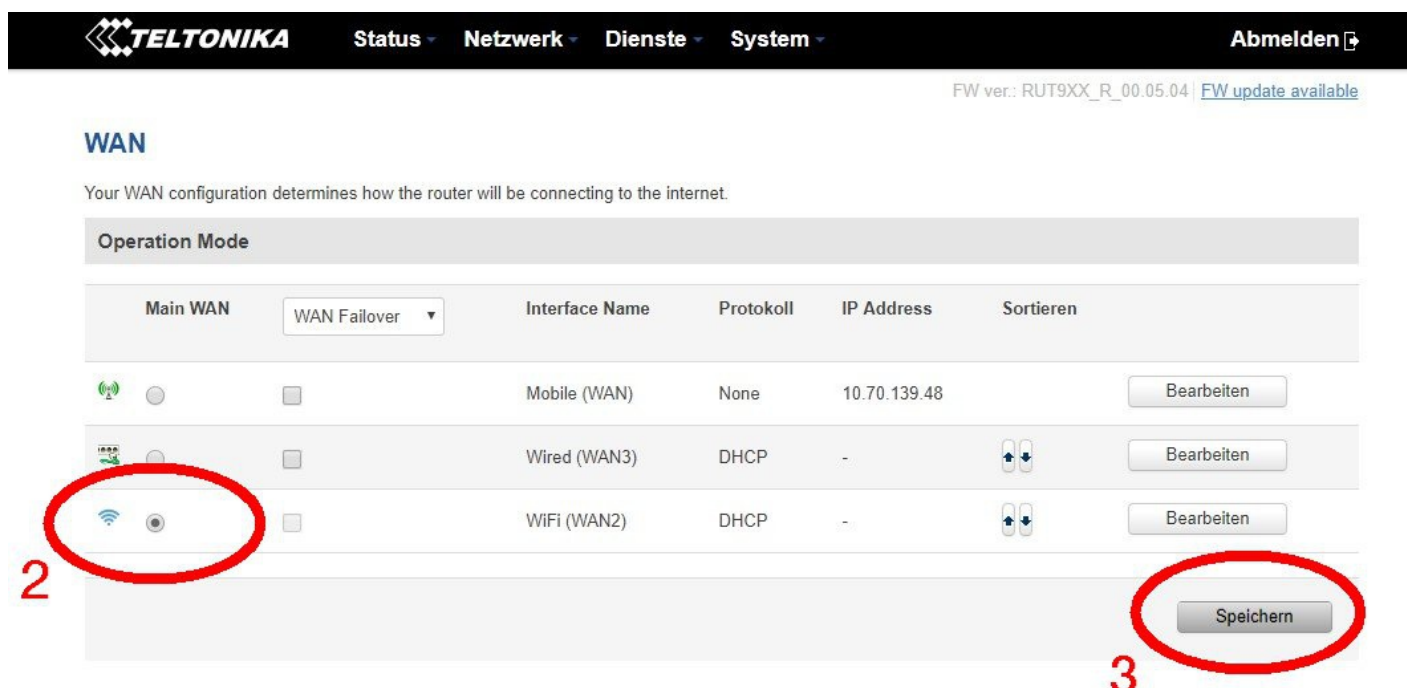 TELTONIKA Status Netzwerk Dienste System Abmelden
FW ver.: RUT9XX_R_00.05.04 FW update available
WAN
Your WAN configuration determines how the router will be connecting to the internet.
Operation Mode
Main WAN WAN Failover Interface Name Protokoll IP Address Sortieren
Mobile (WAN) None 10.70.139.48 Bearbeiten
Wired (WAN3) DHCP - Bearbeiten
WiFi (WAN2) DHCP - Bearbeiten
2
Speichern
3